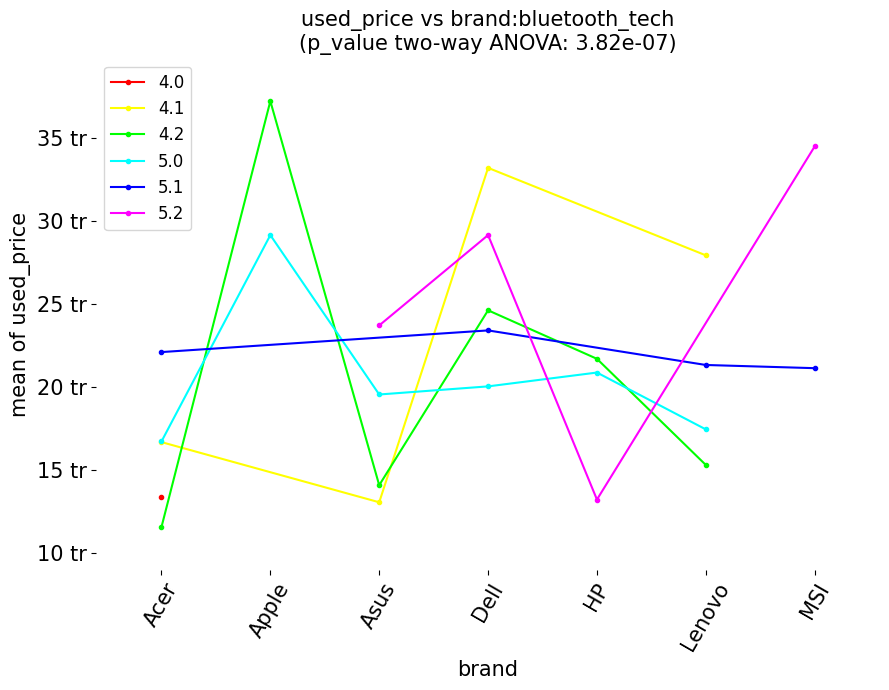 used_price vs brand:bluetooth_tech
(p_value two-way ANOVA: 3.82e-07)
4.0
4.1
4.2
5.0
5.1
5.2
35 tr
30 tr
25 tr
20 tr
15 tr
10 tr
mean of used_price
Acer
Apple
Asus
Dell
HP
Lenovo
MSI
brand